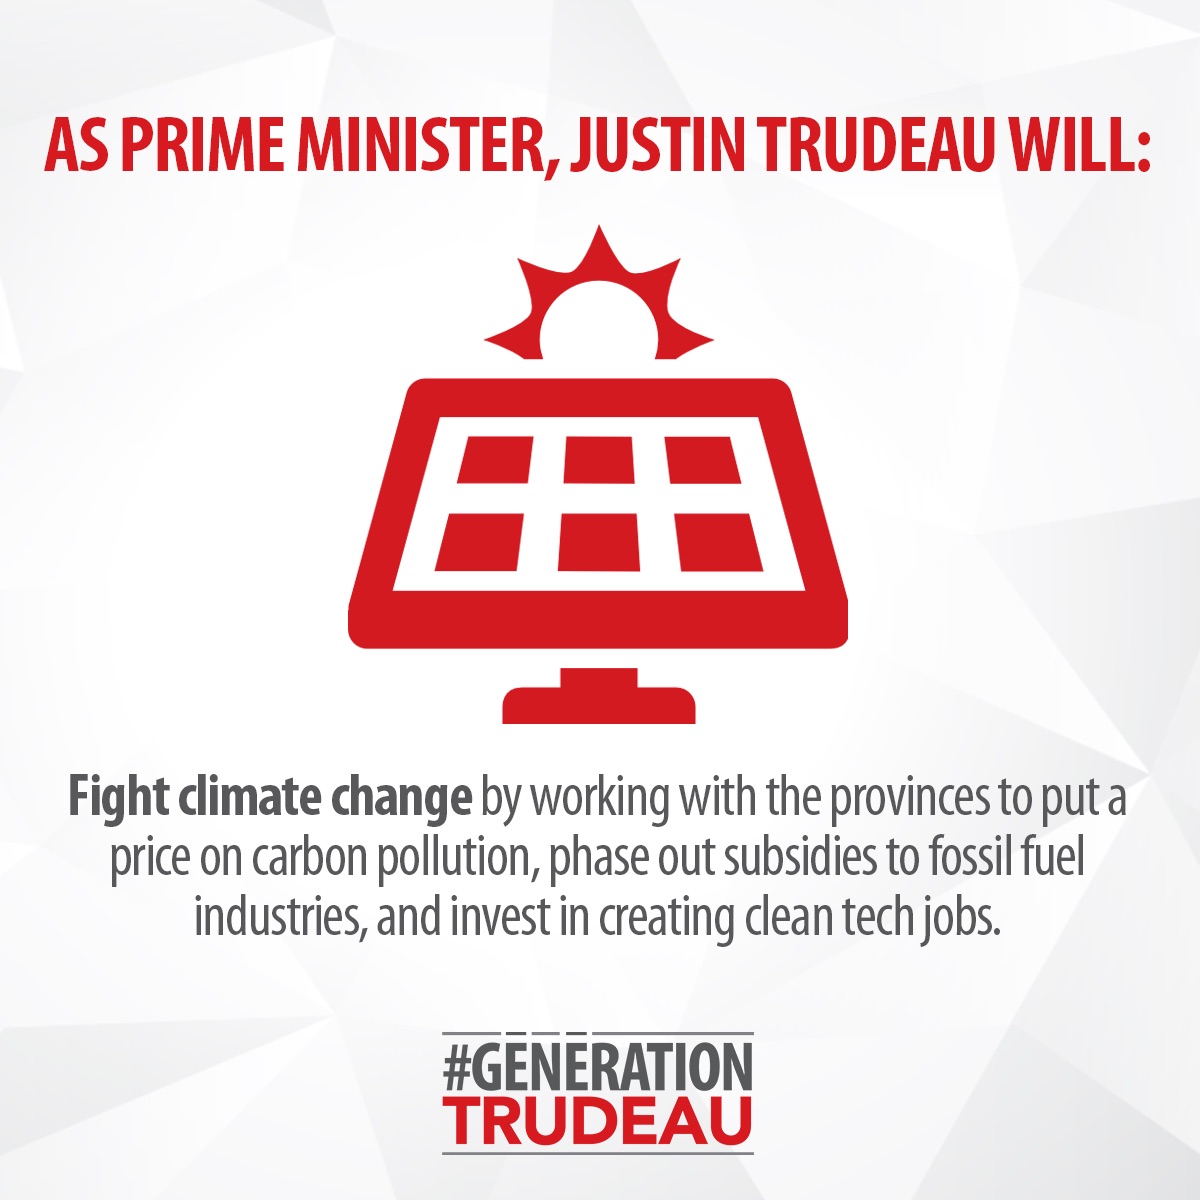 AS PRIME MINISTER, JUSTIN TRUDEAU WILL:
Fight climate change by working with the provinces to put a
price on carbon pollution, phase out subsidies to fossil fuel
industries, and invest in creating clean tech jobs.
#GENERATION
TRUDEAU